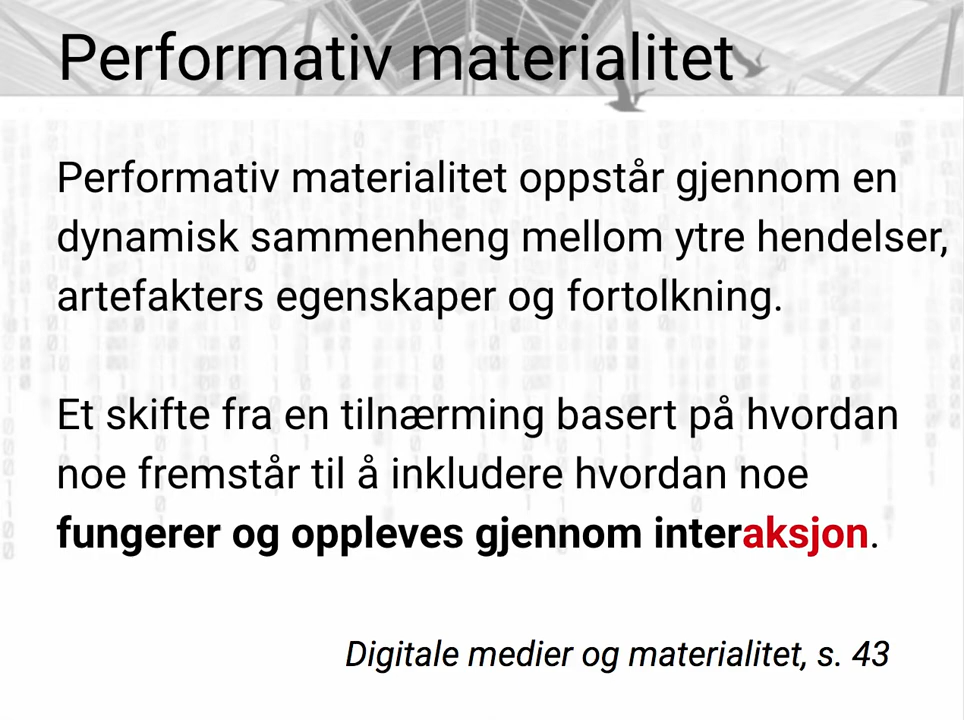 Performativ materialitet
Performativ materialitet oppstår gjennom en
dynamisk sammenheng mellom ytre hendelser,
artefakters egenskaper og fortolkning.
Et skifte fra en tilnærming basert på hvordan
noe fremstår til å inkludere hvordan noe
fungerer og oppleves gjennom interaksjon.
Digitale medier og materialitet, s. 43